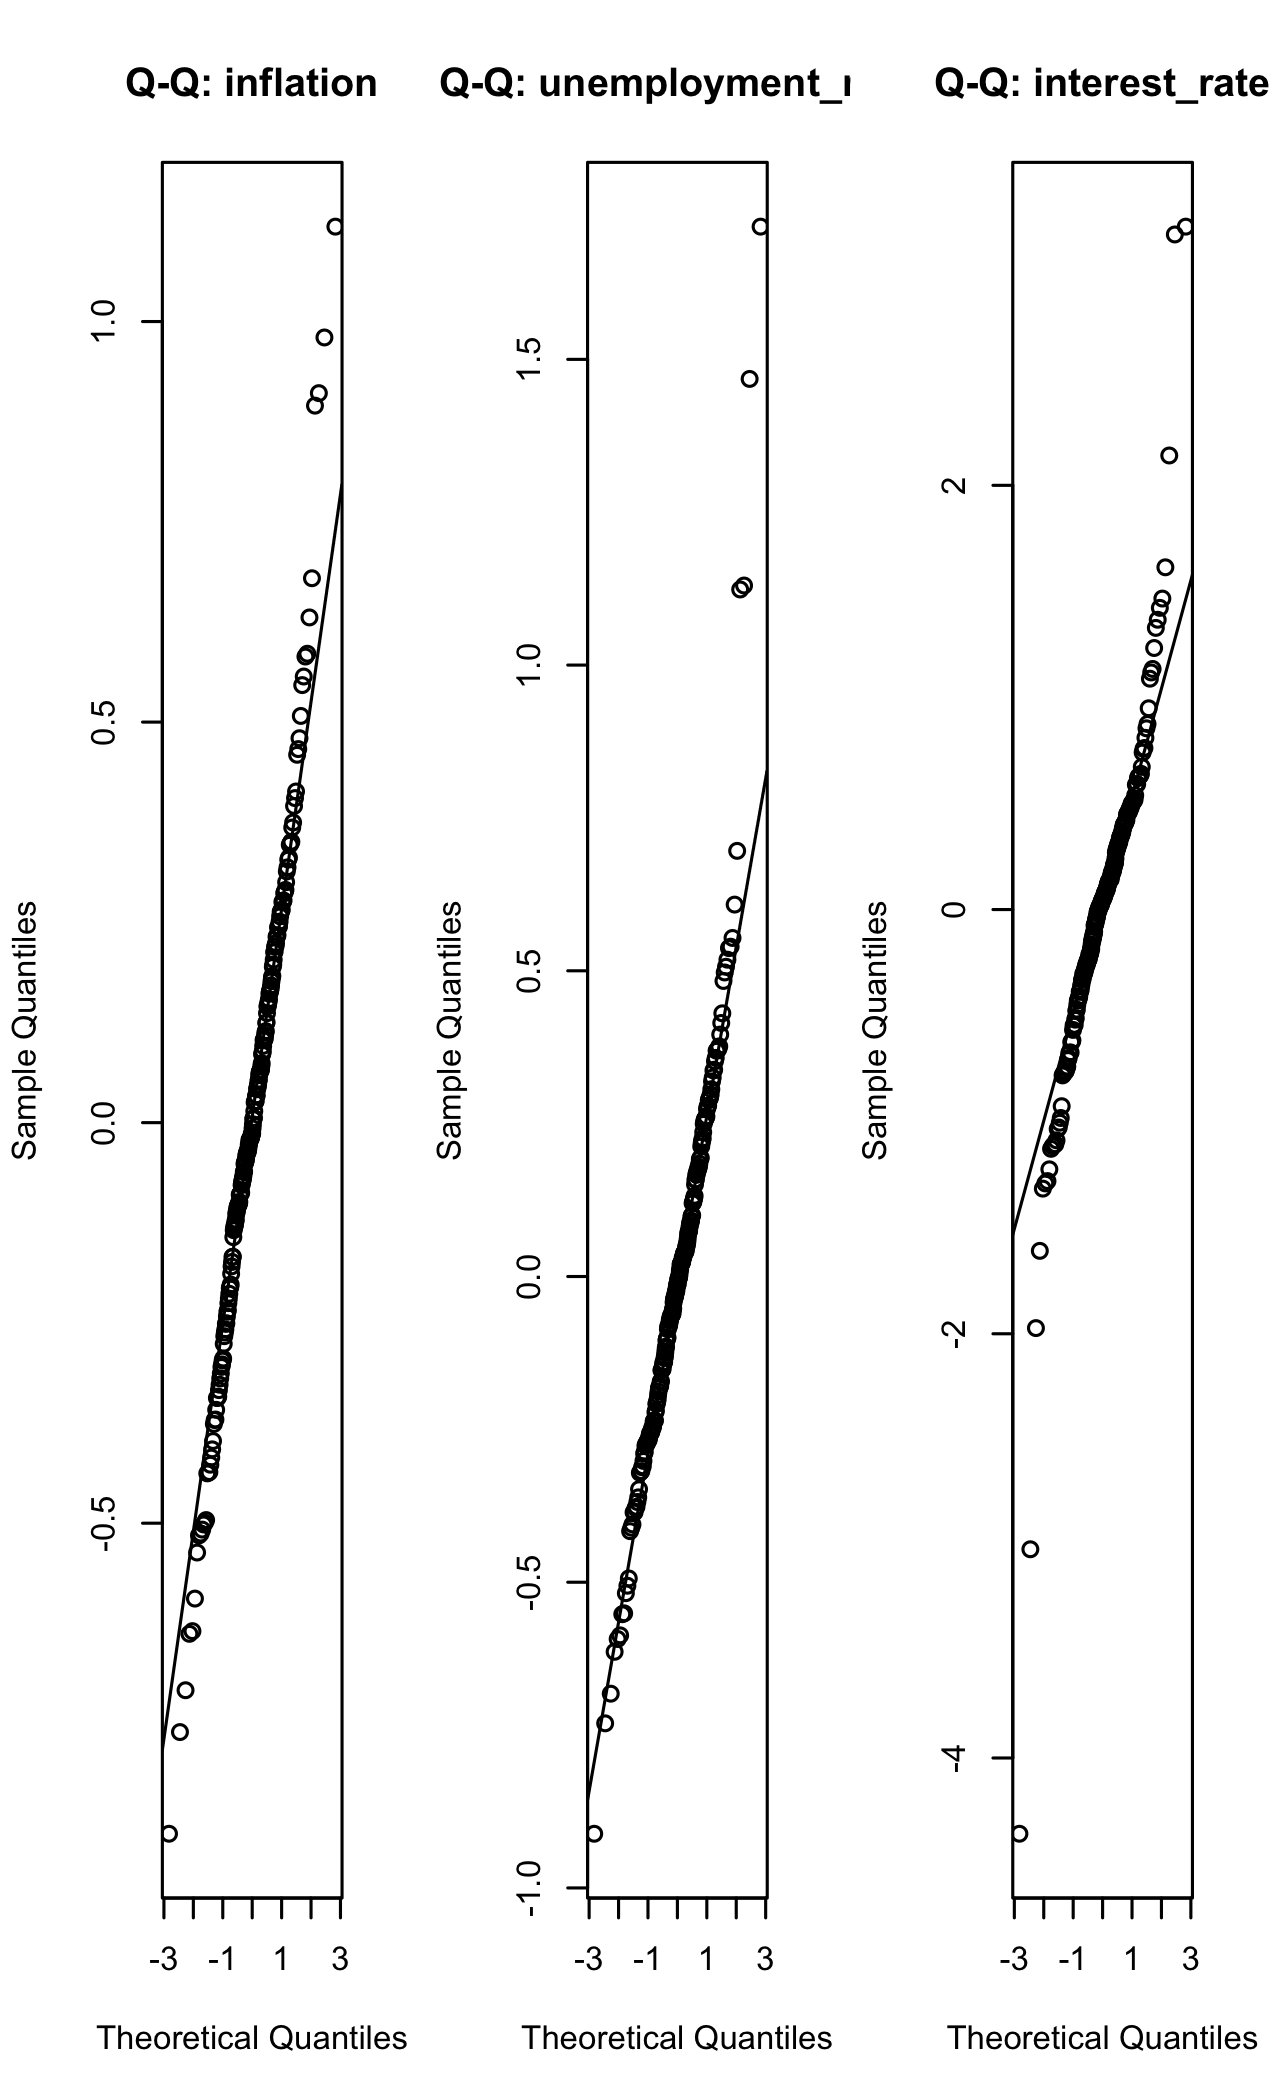 Q-Q: inflation
Sample Quantiles
1.0
0.5
0.0
-0.5
-3 -1 1 3
Theoretical Quantiles
Q-Q: unemployment_r
Sample Quantiles
1.5
1.0
0.5
0.0
-0.5
-1.0
-3 -1 1 3
Theoretical Quantiles
Q-Q: interest_rate
Sample Quantiles
2
0
-2
-4
-3 -1 1 3
Theoretical Quantiles